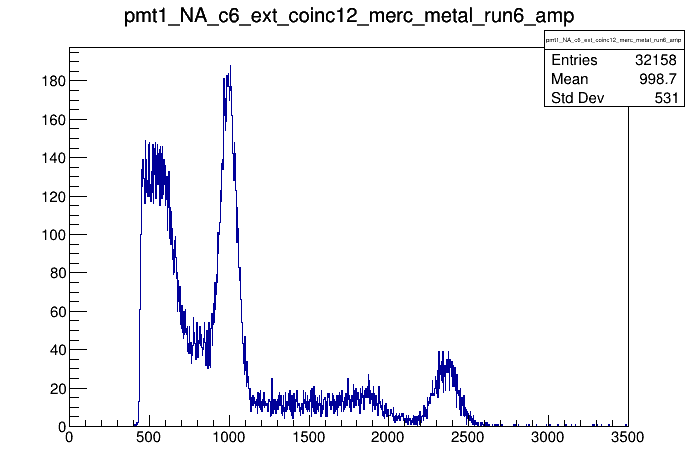 pmt1_NA_c6_ext_coinc12_merc_metal_run6_amp
pmt1_NA_c6_ext_coinc12_merc_metal_run6_amp
Entries 32158
Mean 998.7
Std Dev 531
180
160
140
120
100
80
60
40
20
0
0 500 1000 1500 2000 2500 3000 3500